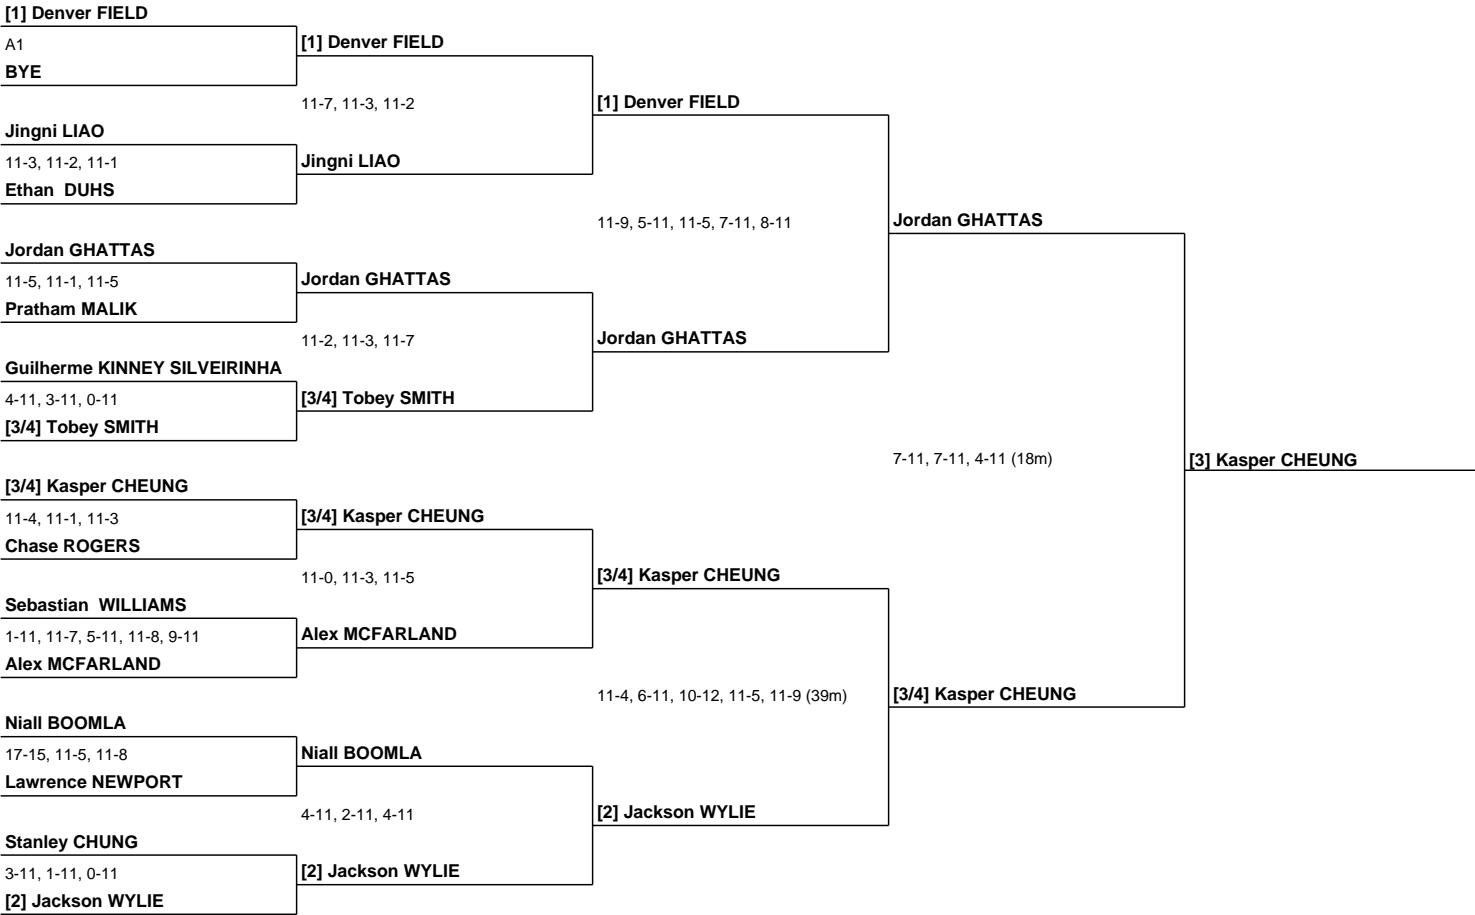 [1] Denver FIELD
A1
BYE
Jingni LIAO
11-3, 11-2, 11-1
Ethan  DUHS
Jordan GHATTAS
11-5, 11-1, 11-5
Pratham MALIK
Guilherme KINNEY SILVEIRINHA
4-11, 3-11, 0-11
[3/4] Tobey SMITH
[3/4] Kasper CHEUNG
11-4, 11-1, 11-3
Chase ROGERS
Sebastian  WILLIAMS
1-11, 11-7, 5-11, 11-8, 9-11
Alex MCFARLAND
Niall BOOMLA
17-15, 11-5, 11-8
Lawrence NEWPORT
Stanley CHUNG
3-11, 1-11, 0-11
[2] Jackson WYLIE
[1] Denver FIELD
11-7, 11-3, 11-2
Jingni LIAO
Jordan GHATTAS
11-2, 11-3, 11-7
[3/4] Tobey SMITH
[3/4] Kasper CHEUNG
11-0, 11-3, 11-5
Alex MCFARLAND
Niall BOOMLA
4-11, 2-11, 4-11
[2] Jackson WYLIE
[1] Denver FIELD
11-9, 5-11, 11-5, 7-11, 8-11
Jordan GHATTAS
[3/4] Kasper CHEUNG
11-4, 6-11, 10-12, 11-5, 11-9 (39m)
[2] Jackson WYLIE
Jordan GHATTAS
7-11, 7-11, 4-11 (18m)
[3/4] Kasper CHEUNG
[3] Kasper CHEUNG